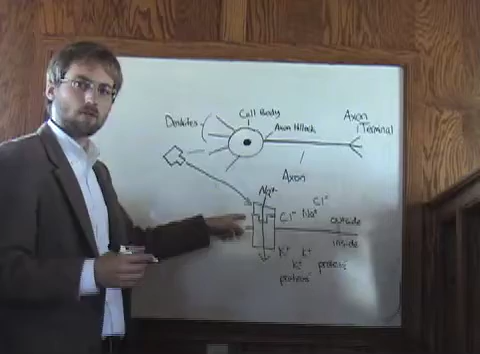 Cell Body
Axon
Terminal
Dendrites
Axon Hillock
Axon
Na+
Cl-
Cl- Na+
outside
inside
K+ K+
K+ proteins-
proteins-